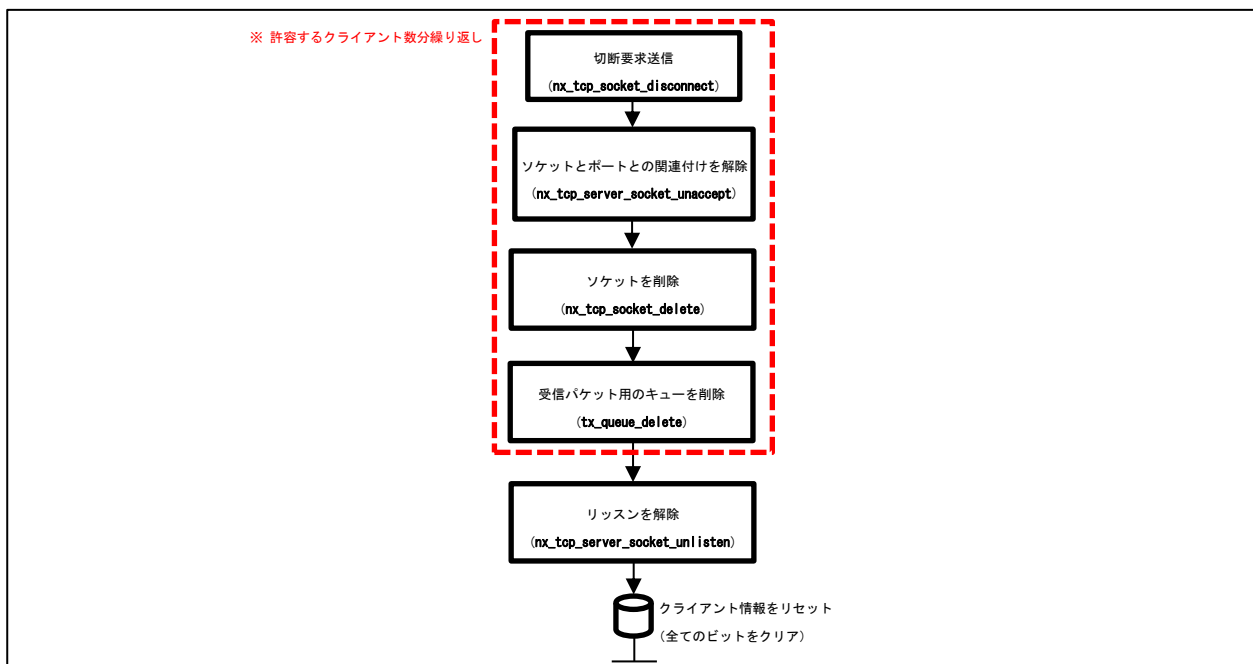 ※ 許容するクライアント数分繰り返し
切断要求送信
(nx_tcp_socket_disconnect)
ソケットとポートとの関連付けを解除
(nx_tcp_server_socket_unaccept)
ソケットを削除
(nx_tcp_socket_delete)
受信パケット用のキューを削除
(tx_queue_delete)
リッスンを解除
(nx_tcp_server_socket_unlisten)
クライアント情報をリセット
(全てのビットをクリア)